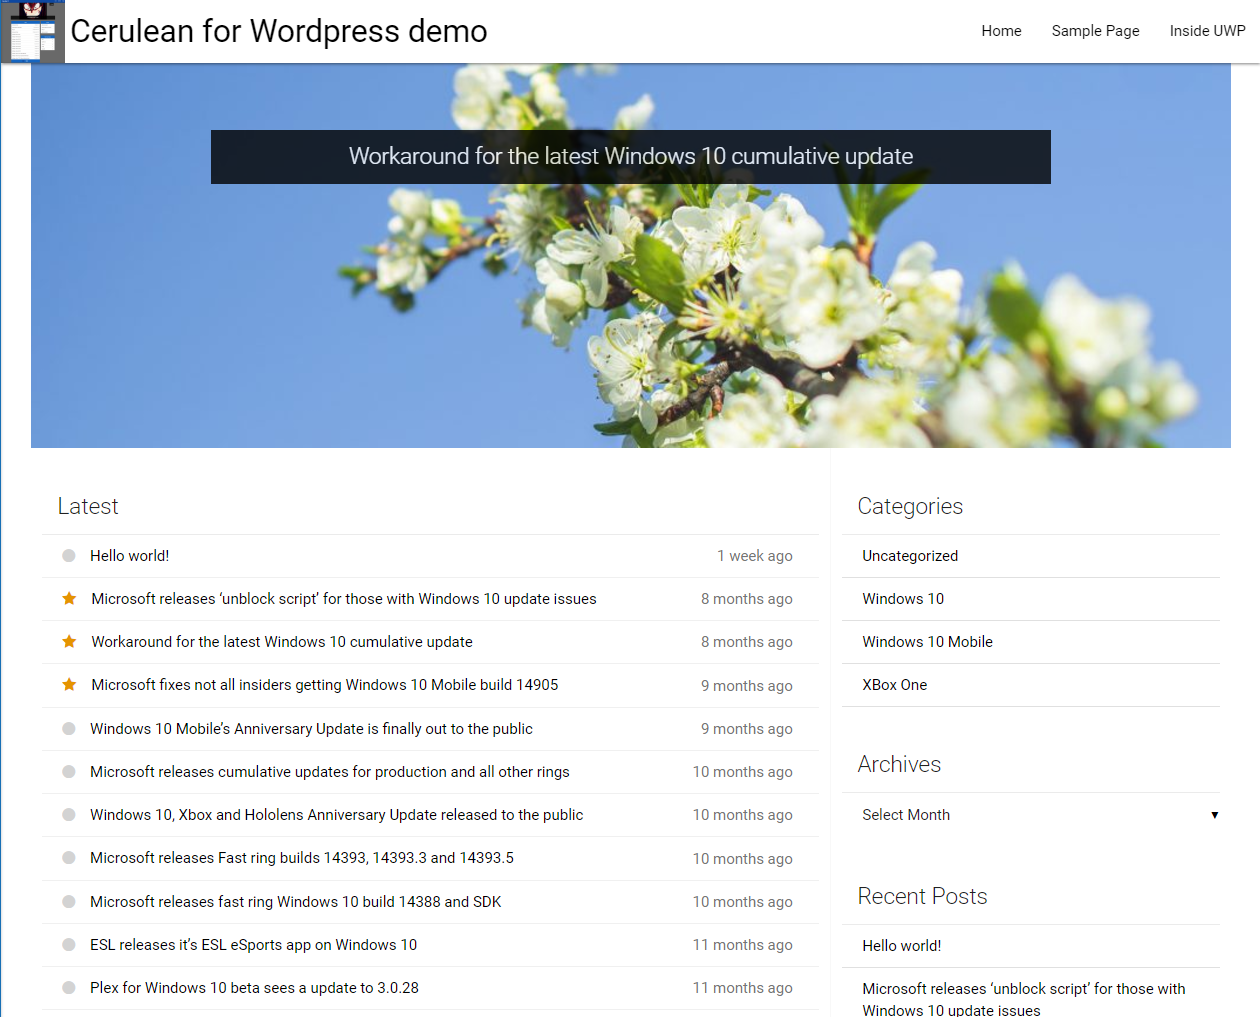 Cerulean for Wordpress demo
Home
Sample Page
Inside UWP
Workaround for the latest Windows 10 cumulative update
Latest
Hello world!
1 week ago
Microsoft releases ‘unblock script’ for those with Windows 10 update issues
8 months ago
Workaround for the latest Windows 10 cumulative update
8 months ago
Microsoft fixes not all insiders getting Windows 10 Mobile build 14905
9 months ago
Windows 10 Mobile’s Anniversary Update is finally out to the public
9 months ago
Microsoft releases cumulative updates for production and all other rings
10 months ago
Windows 10, Xbox and Hololens Anniversary Update released to the public
10 months ago
Microsoft releases Fast ring builds 14393, 14393.3 and 14393.5
10 months ago
Microsoft releases fast ring Windows 10 build 14388 and SDK
10 months ago
ESL releases it’s ESL eSports app on Windows 10
11 months ago
Plex for Windows 10 beta sees a update to 3.0.28
11 months ago
Categories
Uncategorized
Windows 10
Windows 10 Mobile
XBox One
Archives
Select Month
Recent Posts
Hello world!
Microsoft releases ‘unblock script’ for those with
Windows 10 update issues